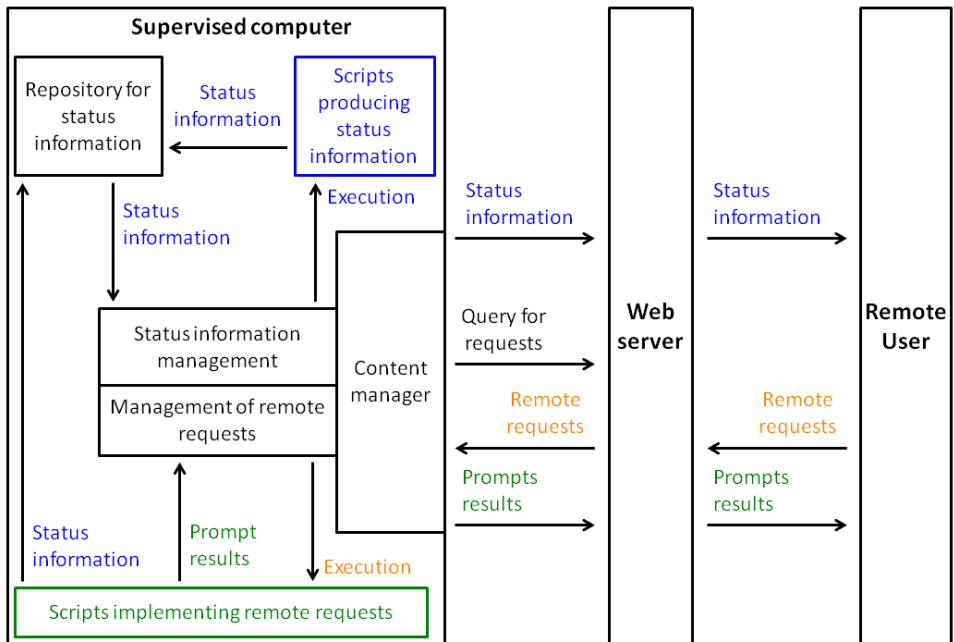 Supervised computer
Repository for
status
information
Status
information
Scripts
producing
status
information
Status
information
Execution
Status information
management
Management of remote
requests
Content
manager
Status
information
Prompt
results
Execution
Scripts implementing remote requests
Status
information
Query for
requests
Remote
requests
Prompts
results
Web
server
Status
information
Remote
requests
Prompts
results
Remote
User